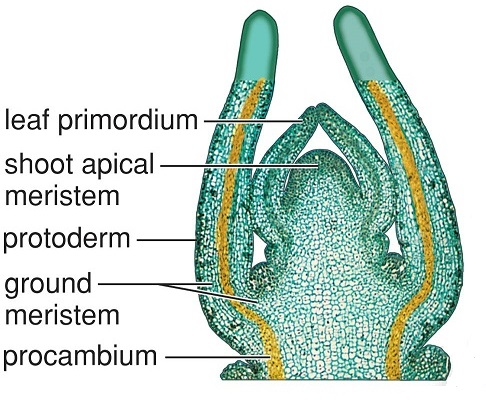 leaf primordium
shoot apical
meristem
protoderm
ground
meristem
procambium